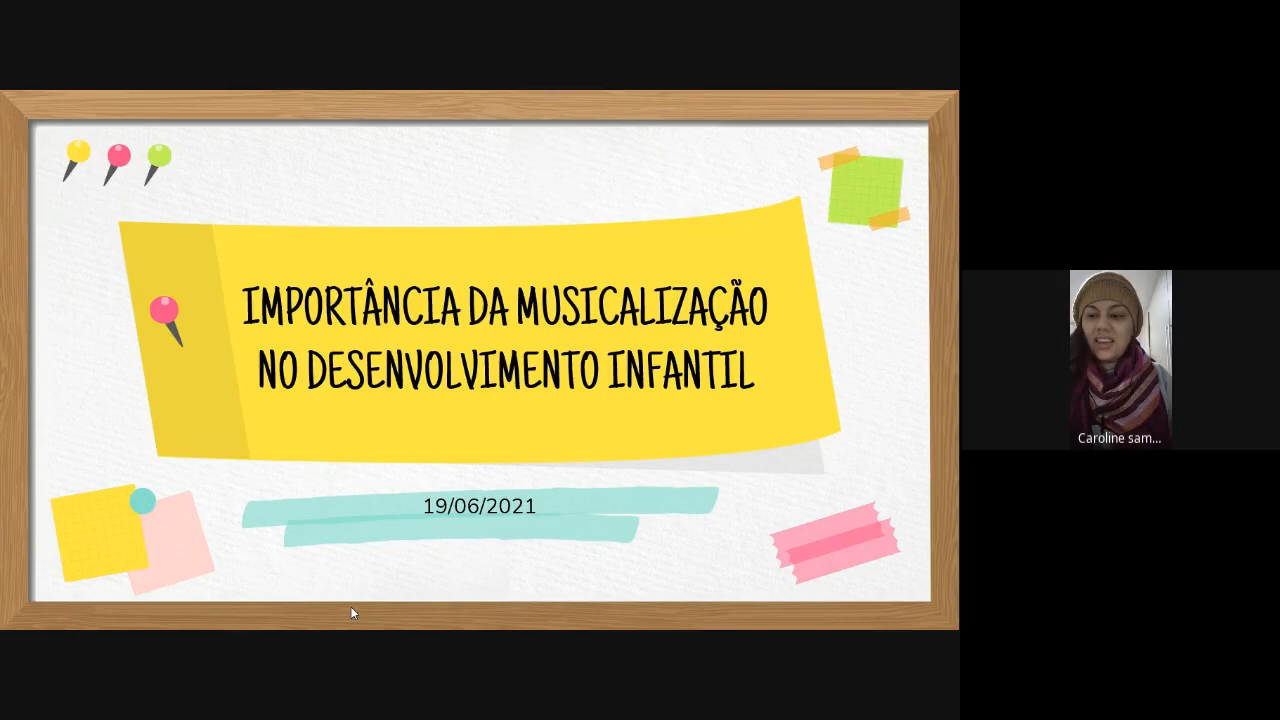 IMPORTÂNCIA DA MUSICALIZAÇÃO
NO DESENVOLVIMENTO INFANTIL
19/06/2021
Caroline sam...